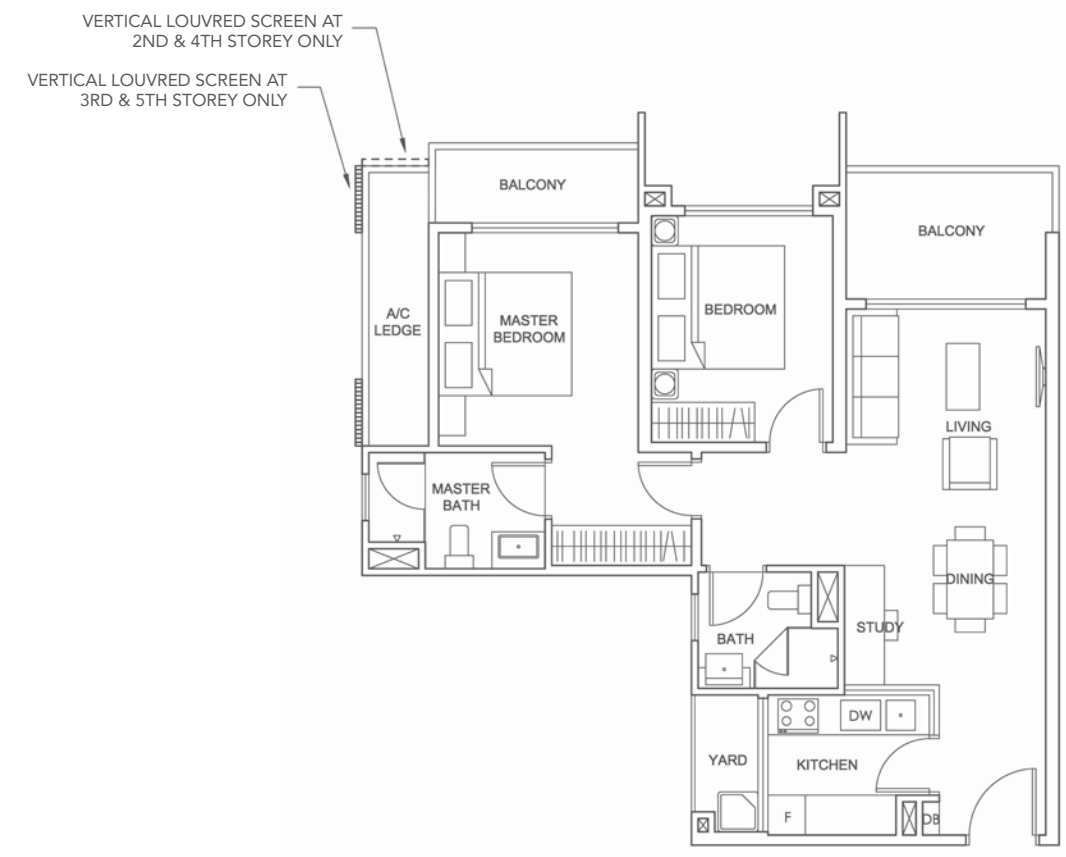 VERTICAL LOUVRED SCREEN AT
2ND & 4TH STOREY ONLY
VERTICAL LOUVRED SCREEN AT
3RD & 5TH STOREY ONLY
BALCONY
BALCONY
A/C
LEDGE
MASTER
BEDROOM
BEDROOM
LIVING
MASTER
BATH
DINING
STUDY
BATH
DW
YARD
KITCHEN
F
DB